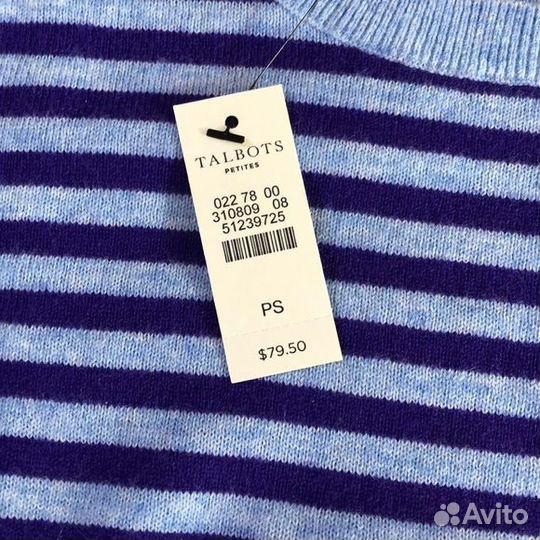 TALBOTS
PETITES
022 78 00
310809 08
51239725
PS
$79.50
Avito